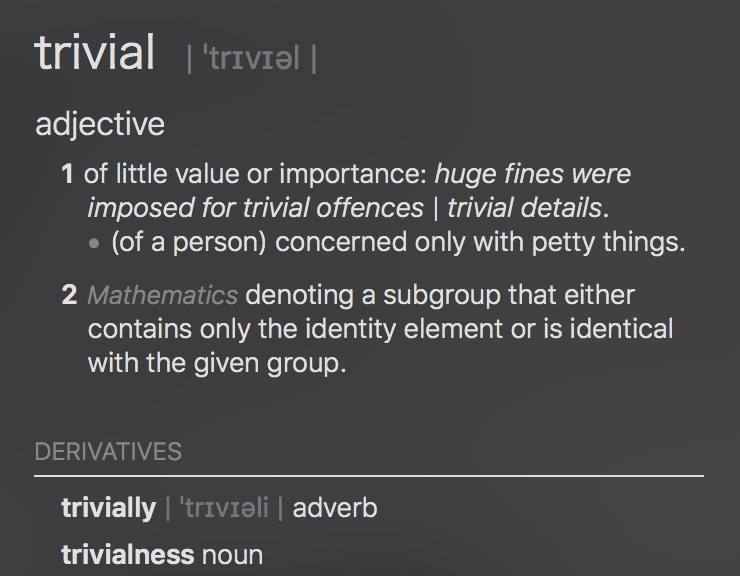 trivial | ˈtrɪvɪəl |
adjective
1 of little value or importance: huge fines were
imposed for trivial offences | trivial details.
• (of a person) concerned only with petty things.
2 Mathematics denoting a subgroup that either
contains only the identity element or is identical
with the given group.
DERIVATIVES
trivially | ˈtrɪvɪəli | adverb
trivialness noun